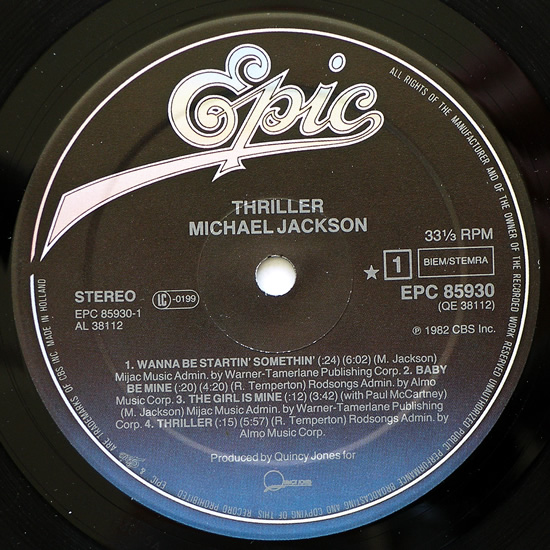 Epic
THRILLER
MICHAEL JACKSON
33⅓ RPM
★ 1 BIEM/STEMRA
STEREO LC -0199
EPC 85930
EPC 85930-1
(QE 38112)
AL 38112
℗ 1982 CBS Inc.
1. WANNA BE STARTIN' SOMETHIN' (:24) (6:02) (M. Jackson)
Mijac Music Admin. by Warner-Tamerlane Publishing Corp. 2. BABY
BE MINE (:20) (4:20) (R. Temperton) Rodsongs Admin. by Almo
Music Corp. 3. THE GIRL IS MINE (:12) (3:42) (with Paul McCartney)
(M. Jackson) Mijac Music Admin. by Warner-Tamerlane Publishing
Corp. 4. THRILLER (:15) (5:57) (R. Temperton) Rodsongs Admin. by
Almo Music Corp.
Produced by Quincy Jones for
ALL RIGHTS OF THE MANUFACTURER AND OF THE OWNER OF THE RECORDED WORK RESERVED UNAUTHORIZED PUBLIC PERFORMANCE BROADCASTING AND COPYING OF THIS RECORD PROHIBITED
EPIC & ARE TRADEMARKS OF CBS INC. MADE IN HOLLAND